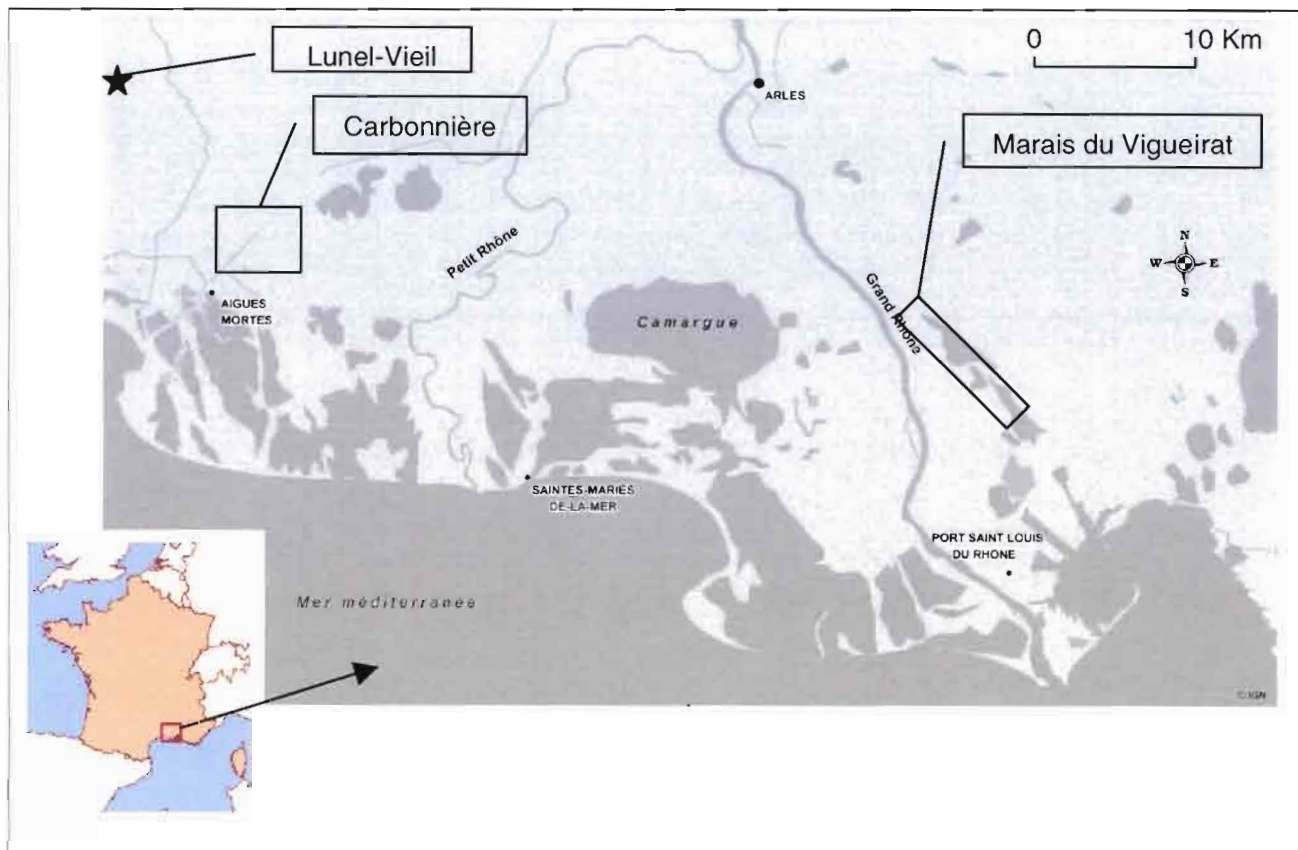 Lunel-Vieil
0 10 Km
ARLES
Carbonnière
Marais du Vigueirat
Petit Rhône
N
W E
S
AIGUES
MORTES
Grand Rhône
Camargue
SAINTES-MARIES
DE-LA-MER
PORT SAINT LOUIS
DU RHONE
Mer méditerranée
© IGN